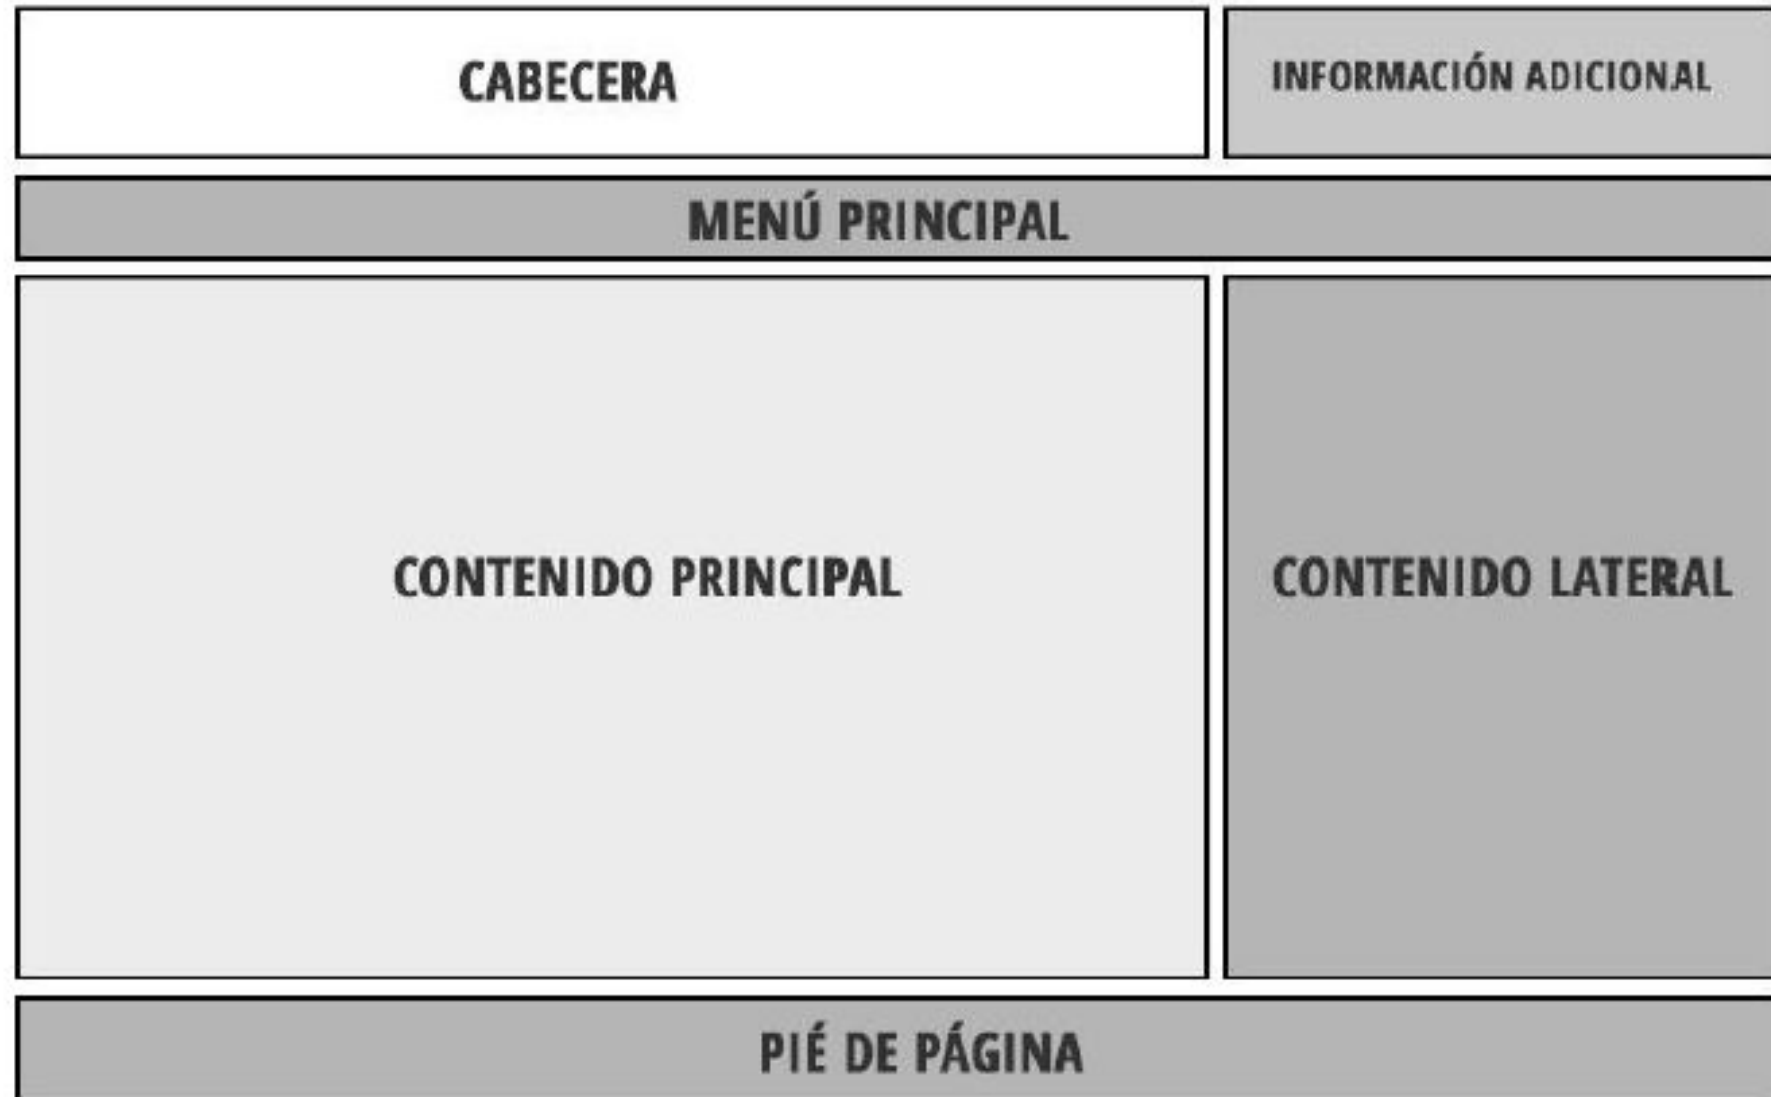 CABECERA
INFORMACIÓN ADICIONAL
MENÚ PRINCIPAL
CONTENIDO PRINCIPAL
CONTENIDO LATERAL
PIÉ DE PÁGINA